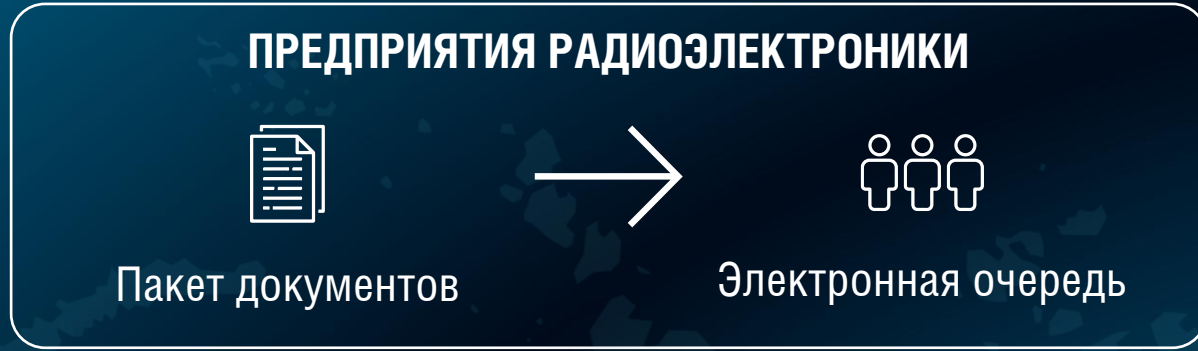 ПРЕДПРИЯТИЯ РАДИОЭЛЕКТРОНИКИ
Пакет документов
Электронная очередь